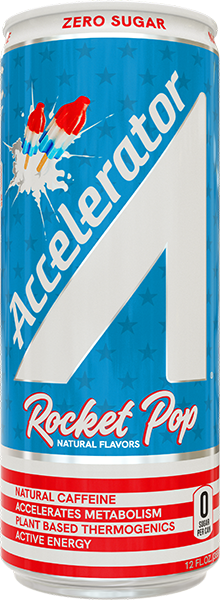 ZERO SUGAR
Accelerator
Rocket Pop
NATURAL FLAVORS
NATURAL CAFFEINE
ACCELERATES METABOLISM
PLANT BASED THERMOGENICS
ACTIVE ENERGY
0
SUGAR
PER CAN
12 FL OZ